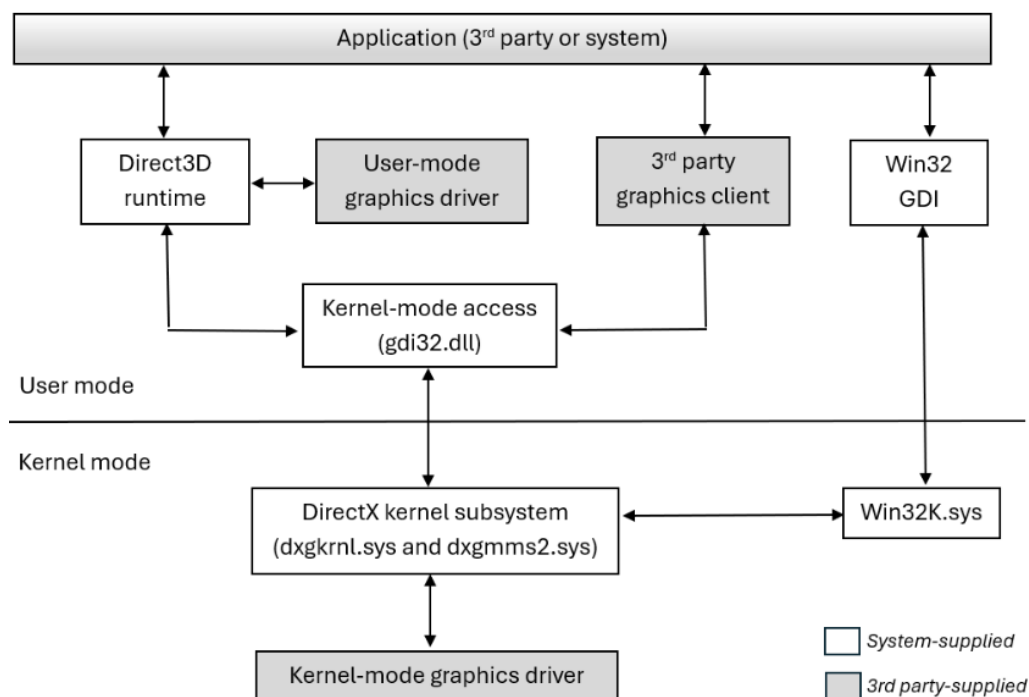 Application (3rd party or system)
Direct3D
runtime
User-mode
graphics driver
3rd party
graphics client
Win32
GDI
Kernel-mode access
(gdi32.dll)
User mode
Kernel mode
DirectX kernel subsystem
(dxgkrnl.sys and dxgmms2.sys)
Win32K.sys
Kernel-mode graphics driver
System-supplied
3rd party-supplied